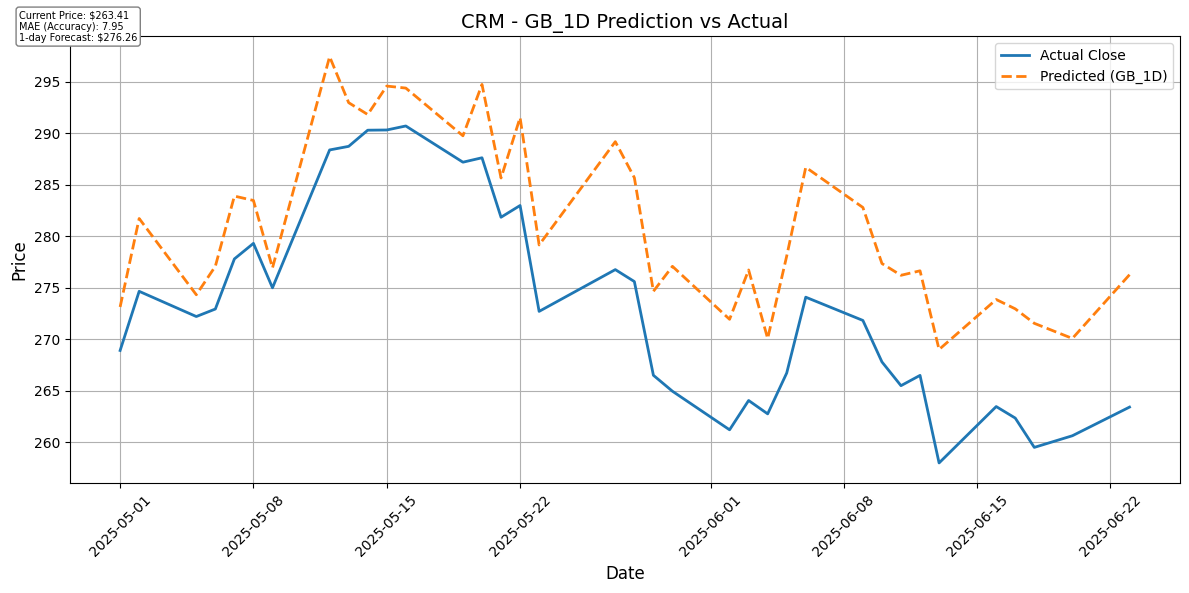 Current Price: $263.41
MAE (Accuracy): 7.95
1-day Forecast: $276.26
CRM - GB_1D Prediction vs Actual
Actual Close
Predicted (GB_1D)
Price
295
290
285
280
275
270
265
260
2025-05-01
2025-05-08
2025-05-15
2025-05-22
2025-06-01
2025-06-08
2025-06-15
2025-06-22
Date